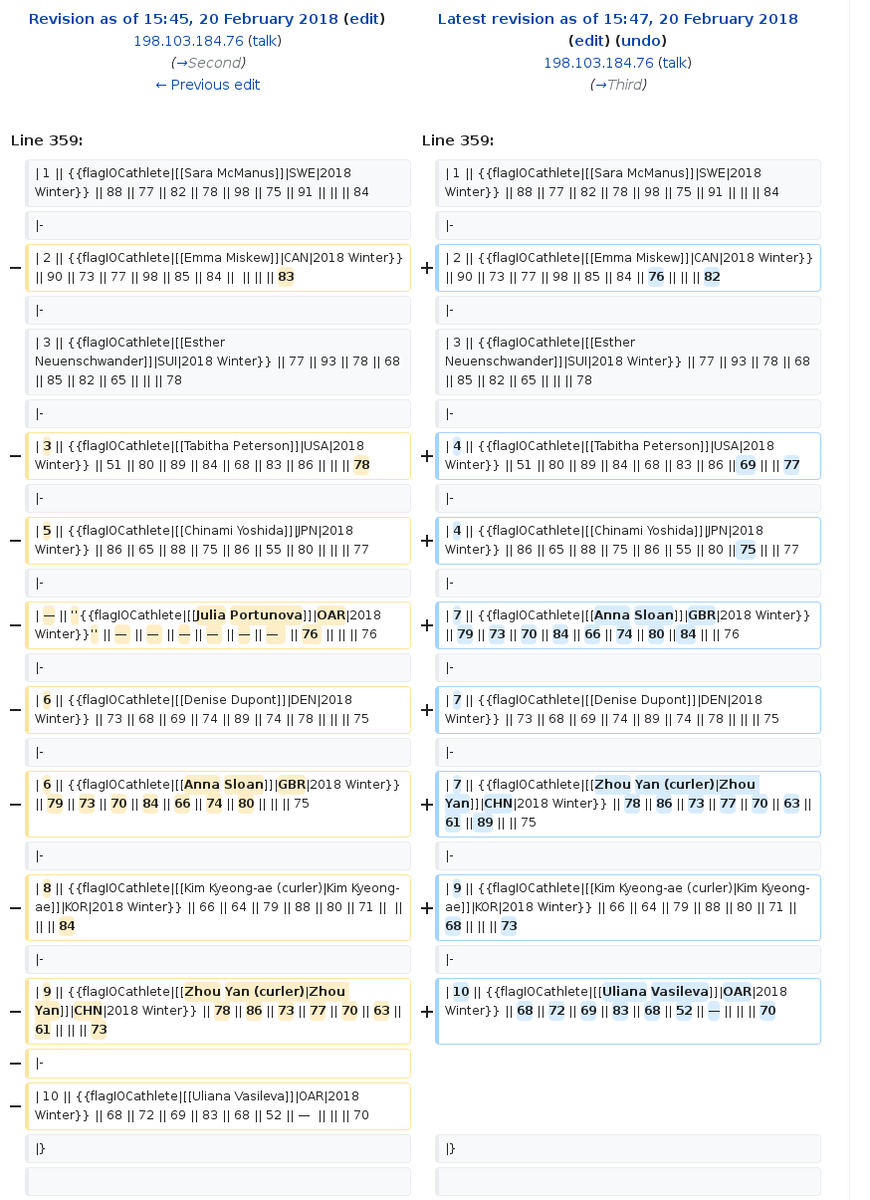 Revision as of 15:45, 20 February 2018 (edit)
198.103.184.76 (talk)
(→Second)
← Previous edit
Latest revision as of 15:47, 20 February 2018
(edit) (undo)
198.103.184.76 (talk)
(→Third)
Line 359:
Line 359:
| 1 || {{flagIOCathlete|[[Sara McManus]]|SWE|2018
Winter}} || 88 || 77 || 82 || 78 || 98 || 75 || 91 || || || 84
| 1 || {{flagIOCathlete|[[Sara McManus]]|SWE|2018
Winter}} || 88 || 77 || 82 || 78 || 98 || 75 || 91 || || || 84
|-
|-
− | 2 || {{flagIOCathlete|[[Emma Miskew]]|CAN|2018 Winter}}
|| 90 || 73 || 77 || 98 || 85 || 84 || || || || 83
+ | 2 || {{flagIOCathlete|[[Emma Miskew]]|CAN|2018 Winter}}
|| 90 || 73 || 77 || 98 || 85 || 84 || 76 || || || 82
|-
|-
| 3 || {{flagIOCathlete|[[Esther
Neuenschwander]]|SUI|2018 Winter}} || 77 || 93 || 78 || 68
|| 85 || 82 || 65 || || || 78
| 3 || {{flagIOCathlete|[[Esther
Neuenschwander]]|SUI|2018 Winter}} || 77 || 93 || 78 || 68
|| 85 || 82 || 65 || || || 78
|-
|-
− | 3 || {{flagIOCathlete|[[Tabitha Peterson]]|USA|2018
Winter}} || 51 || 80 || 89 || 84 || 68 || 83 || 86 || || || 78
+ | 4 || {{flagIOCathlete|[[Tabitha Peterson]]|USA|2018
Winter}} || 51 || 80 || 89 || 84 || 68 || 83 || 86 || 69 || || 77
|-
|-
− | 5 || {{flagIOCathlete|[[Chinami Yoshida]]|JPN|2018
Winter}} || 86 || 65 || 88 || 75 || 86 || 55 || 80 || || || 77
+ | 4 || {{flagIOCathlete|[[Chinami Yoshida]]|JPN|2018
Winter}} || 86 || 65 || 88 || 75 || 86 || 55 || 80 || 75 || || 77
|-
|-
− | — || ''{{flagIOCathlete|[[Julia Portunova]]|OAR|2018
Winter}}'' || — || — || — || — || — || — || 76 || || || 76
+ | 7 || {{flagIOCathlete|[[Anna Sloan]]|GBR|2018 Winter}}
|| 79 || 73 || 70 || 84 || 66 || 74 || 80 || 84 || || 76
|-
|-
− | 6 || {{flagIOCathlete|[[Denise Dupont]]|DEN|2018
Winter}} || 73 || 68 || 69 || 74 || 89 || 74 || 78 || || || 75
+ | 7 || {{flagIOCathlete|[[Denise Dupont]]|DEN|2018
Winter}} || 73 || 68 || 69 || 74 || 89 || 74 || 78 || || || 75
|-
|-
− | 6 || {{flagIOCathlete|[[Anna Sloan]]|GBR|2018 Winter}}
|| 79 || 73 || 70 || 84 || 66 || 74 || 80 || || || 75
+ | 7 || {{flagIOCathlete|[[Zhou Yan (curler)|Zhou
Yan]]|CHN|2018 Winter}} || 78 || 86 || 73 || 77 || 70 || 63 ||
61 || 89 || || 75
|-
|-
− | 8 || {{flagIOCathlete|[[Kim Kyeong-ae (curler)|Kim Kyeong-
ae]]|KOR|2018 Winter}} || 66 || 64 || 79 || 88 || 80 || 71 || ||
|| || 84
+ | 9 || {{flagIOCathlete|[[Kim Kyeong-ae (curler)|Kim Kyeong-
ae]]|KOR|2018 Winter}} || 66 || 64 || 79 || 88 || 80 || 71 ||
68 || || || 73
|-
|-
− | 9 || {{flagIOCathlete|[[Zhou Yan (curler)|Zhou
Yan]]|CHN|2018 Winter}} || 78 || 86 || 73 || 77 || 70 || 63 ||
61 || || || 73
+ | 10 || {{flagIOCathlete|[[Uliana Vasileva]]|OAR|2018
Winter}} || 68 || 72 || 69 || 83 || 68 || 52 || — || || || 70
− |-
− | 10 || {{flagIOCathlete|[[Uliana Vasileva]]|OAR|2018
Winter}} || 68 || 72 || 69 || 83 || 68 || 52 || — || || || 70
|}
|}